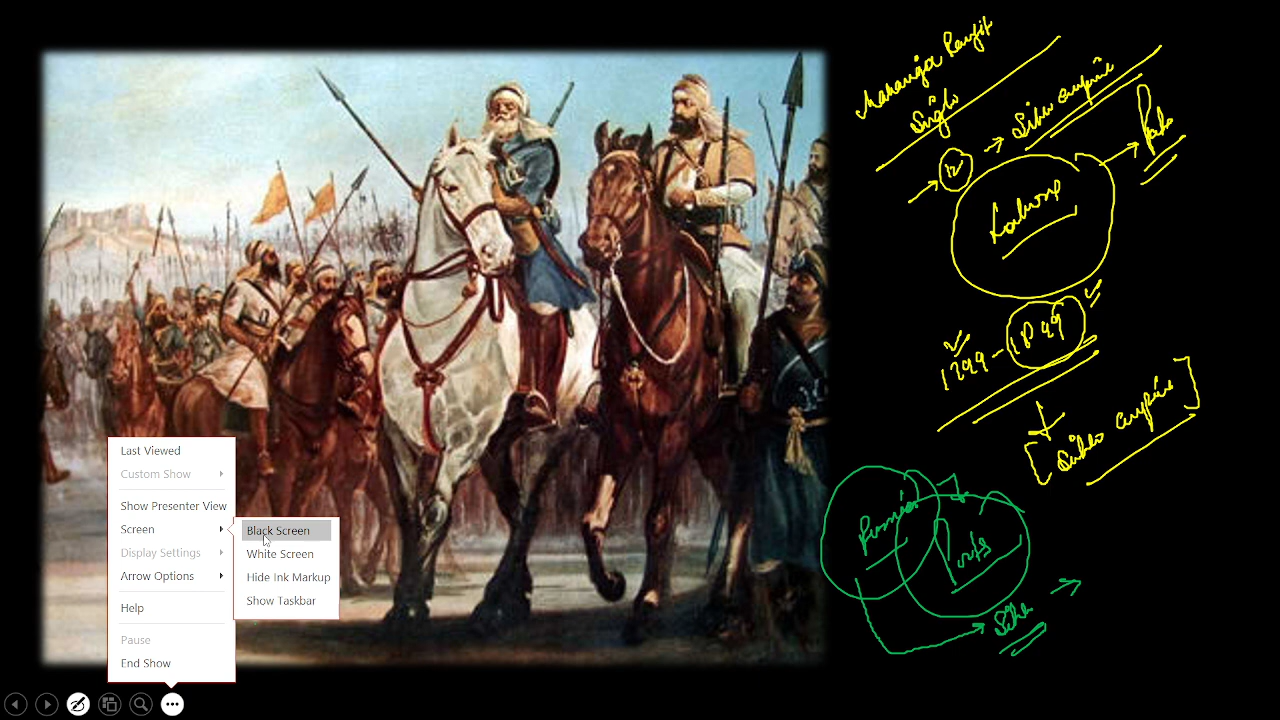 Maharaja Ranjit
Singh
→ 12 → Sikh empire
Lahore
1799 - 1849
[Sikh empire]
Punjab
Sikh
Last Viewed
Custom Show
Show Presenter View
Screen
Display Settings
Arrow Options
Help
Pause
End Show
Black Screen
White Screen
Hide Ink Markup
Show Taskbar